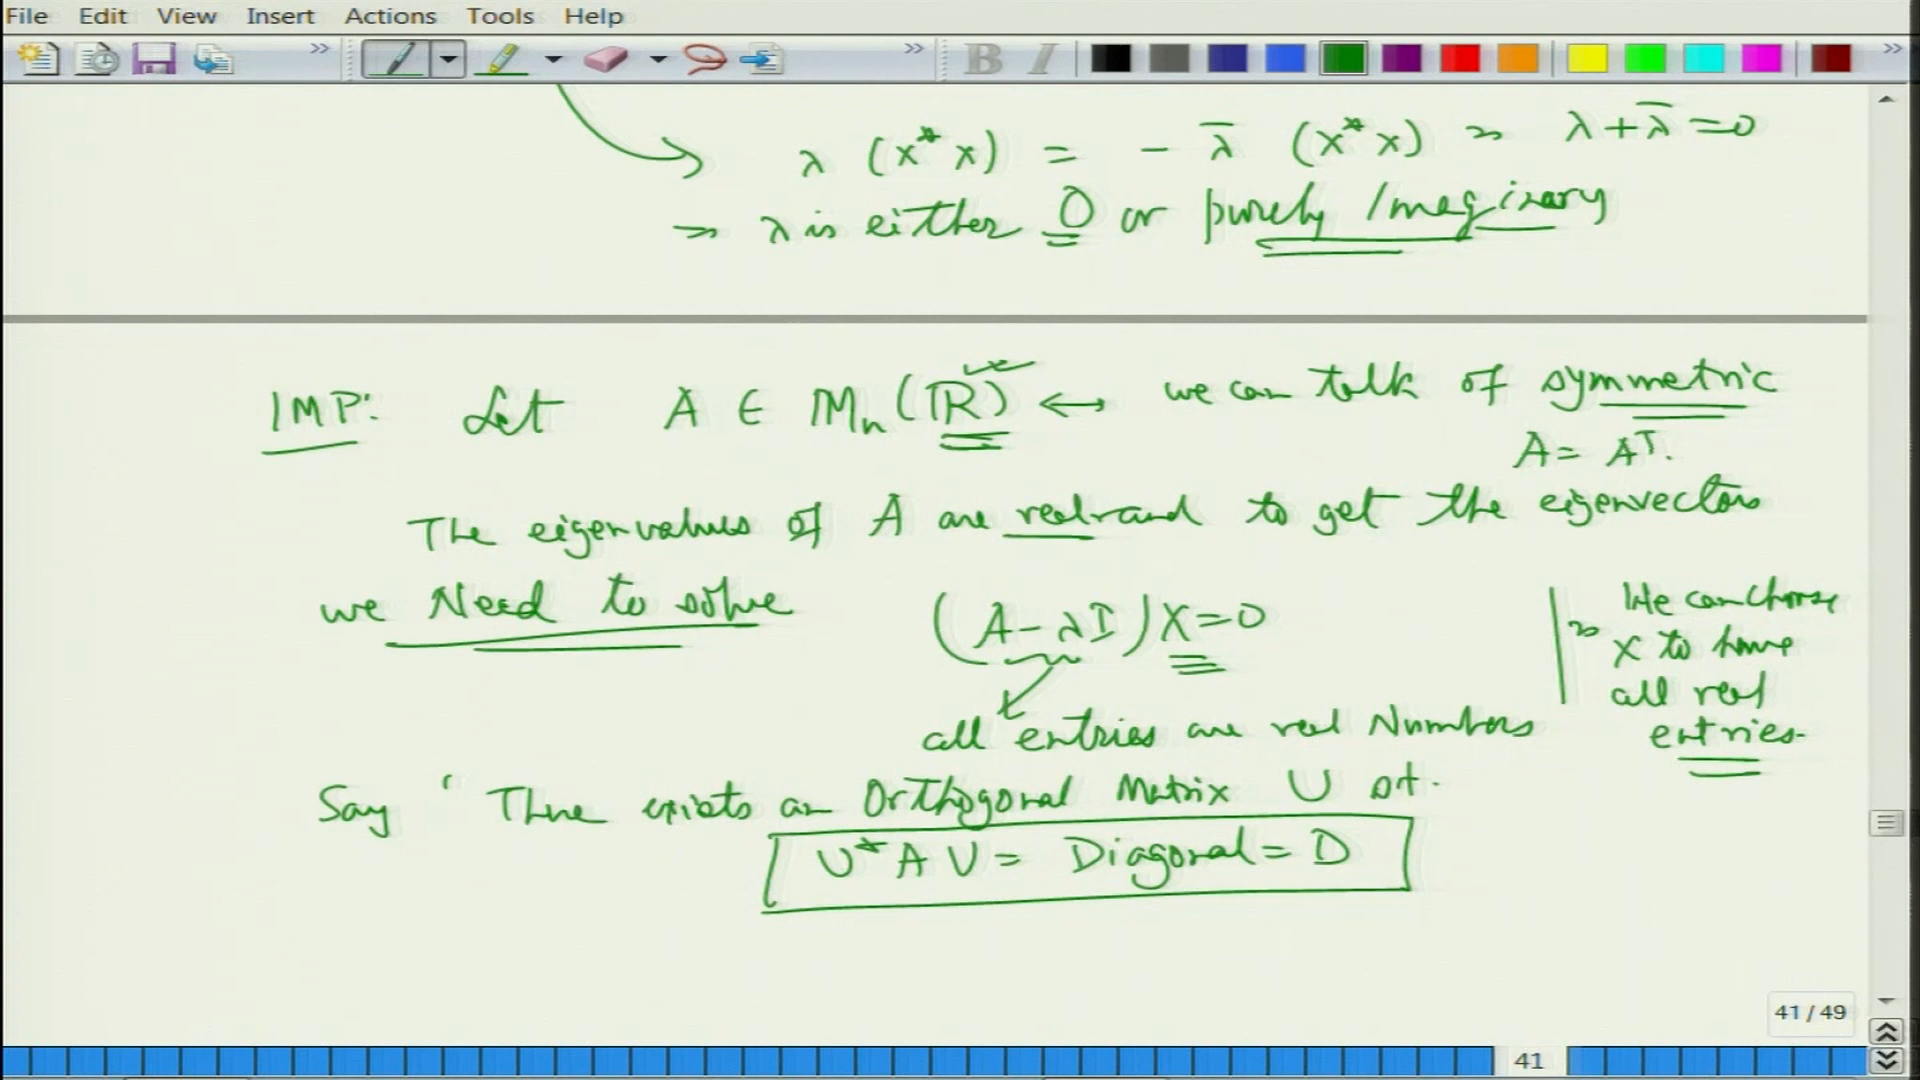 File Edit View Insert Actions Tools Help
B I
λ (x* x) = - λ̄ (x* x) ⇒ λ + λ̄ = 0
⇒ λ is either 0 or purely Imaginary
IMP: Let A ∈ Mn (ℝ) ↔ we can talk of symmetric
A = Aᵀ.
The eigenvalues of A are real and to get the eigenvectors
we Need to solve (A - λI) X = 0
all entries are real Numbers
⇒ We can choose
x to have
all real
entries.
Say " There exists an Orthogonal Matrix U st.
U* A U = Diagonal = D
41 / 49
41